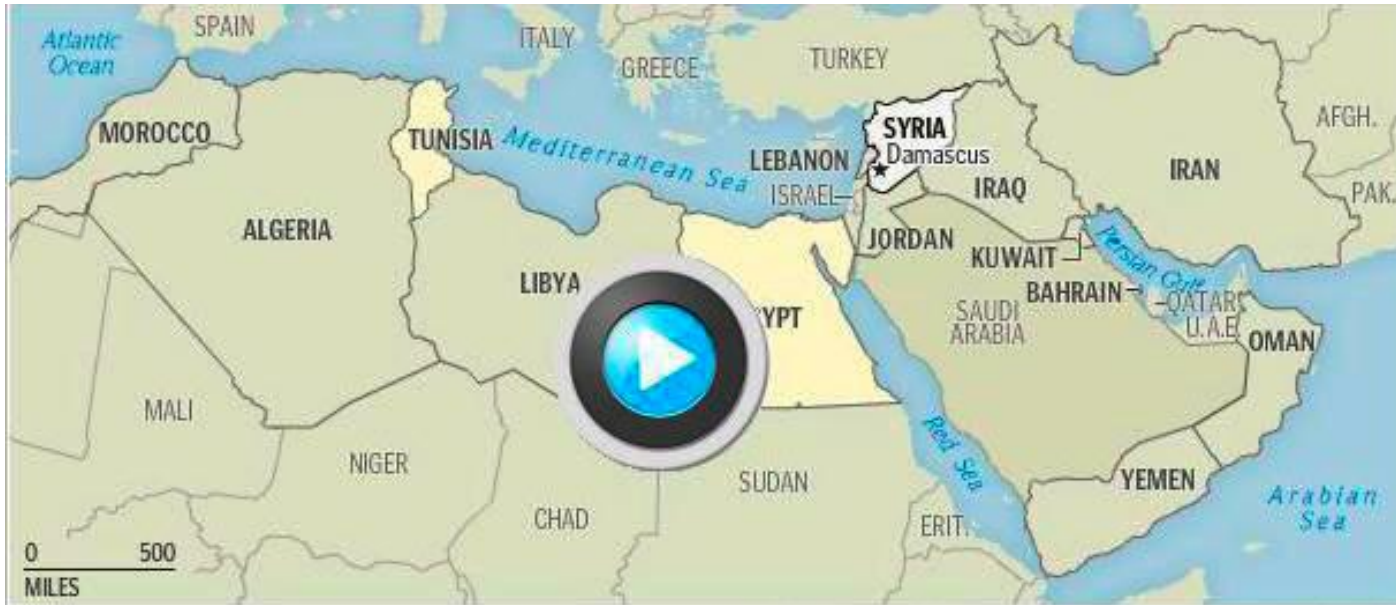 Atlantic
Ocean
SPAIN
ITALY
GREECE
TURKEY
AFGH.
MOROCCO
TUNISIA
Mediterranean Sea
LEBANON
SYRIA
Damascus
ISRAEL
IRAQ
IRAN
PAK.
ALGERIA
LIBYA
YPT
JORDAN
KUWAIT
Persian Gulf
BAHRAIN
QATAR
U.A.E
SAUDI
ARABIA
OMAN
MALI
NIGER
CHAD
SUDAN
Red Sea
ERIT.
YEMEN
Arabian
Sea
0 500
MILES